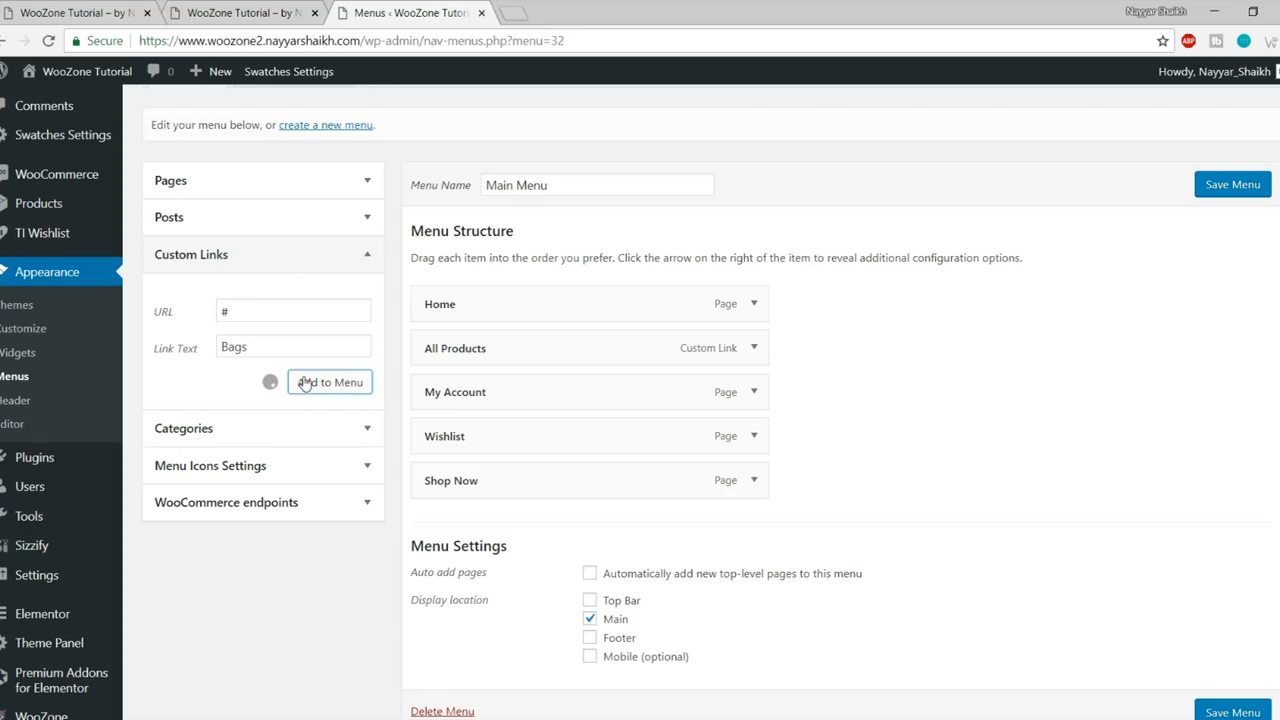 WooZone Tutorial – by N
WooZone Tutorial – by N
Menus ‹ WooZone Tutori
Nayyar Shaikh
Secure
https://www.woozone2.nayyarshaikh.com/wp-admin/nav-menus.php?menu=32
ABP
WooZone Tutorial
0
New
Swatches Settings
Howdy, Nayyar_Shaikh
Comments
Swatches Settings
WooCommerce
Products
TI Wishlist
Appearance
hemes
ustomize
Widgets
Menus
Header
ditor
Plugins
Users
Tools
Sizzify
Settings
Elementor
Theme Panel
Premium Addons
for Elementor
WooZone
Edit your menu below, or create a new menu.
Pages
Posts
Custom Links
URL
#
Link Text
Bags
Add to Menu
Categories
Menu Icons Settings
WooCommerce endpoints
Menu Name
Main Menu
Save Menu
Menu Structure
Drag each item into the order you prefer. Click the arrow on the right of the item to reveal additional configuration options.
Home Page
All Products Custom Link
My Account Page
Wishlist Page
Shop Now Page
Menu Settings
Auto add pages
Automatically add new top-level pages to this menu
Display location
Top Bar
Main
Footer
Mobile (optional)
Delete Menu
Save Menu